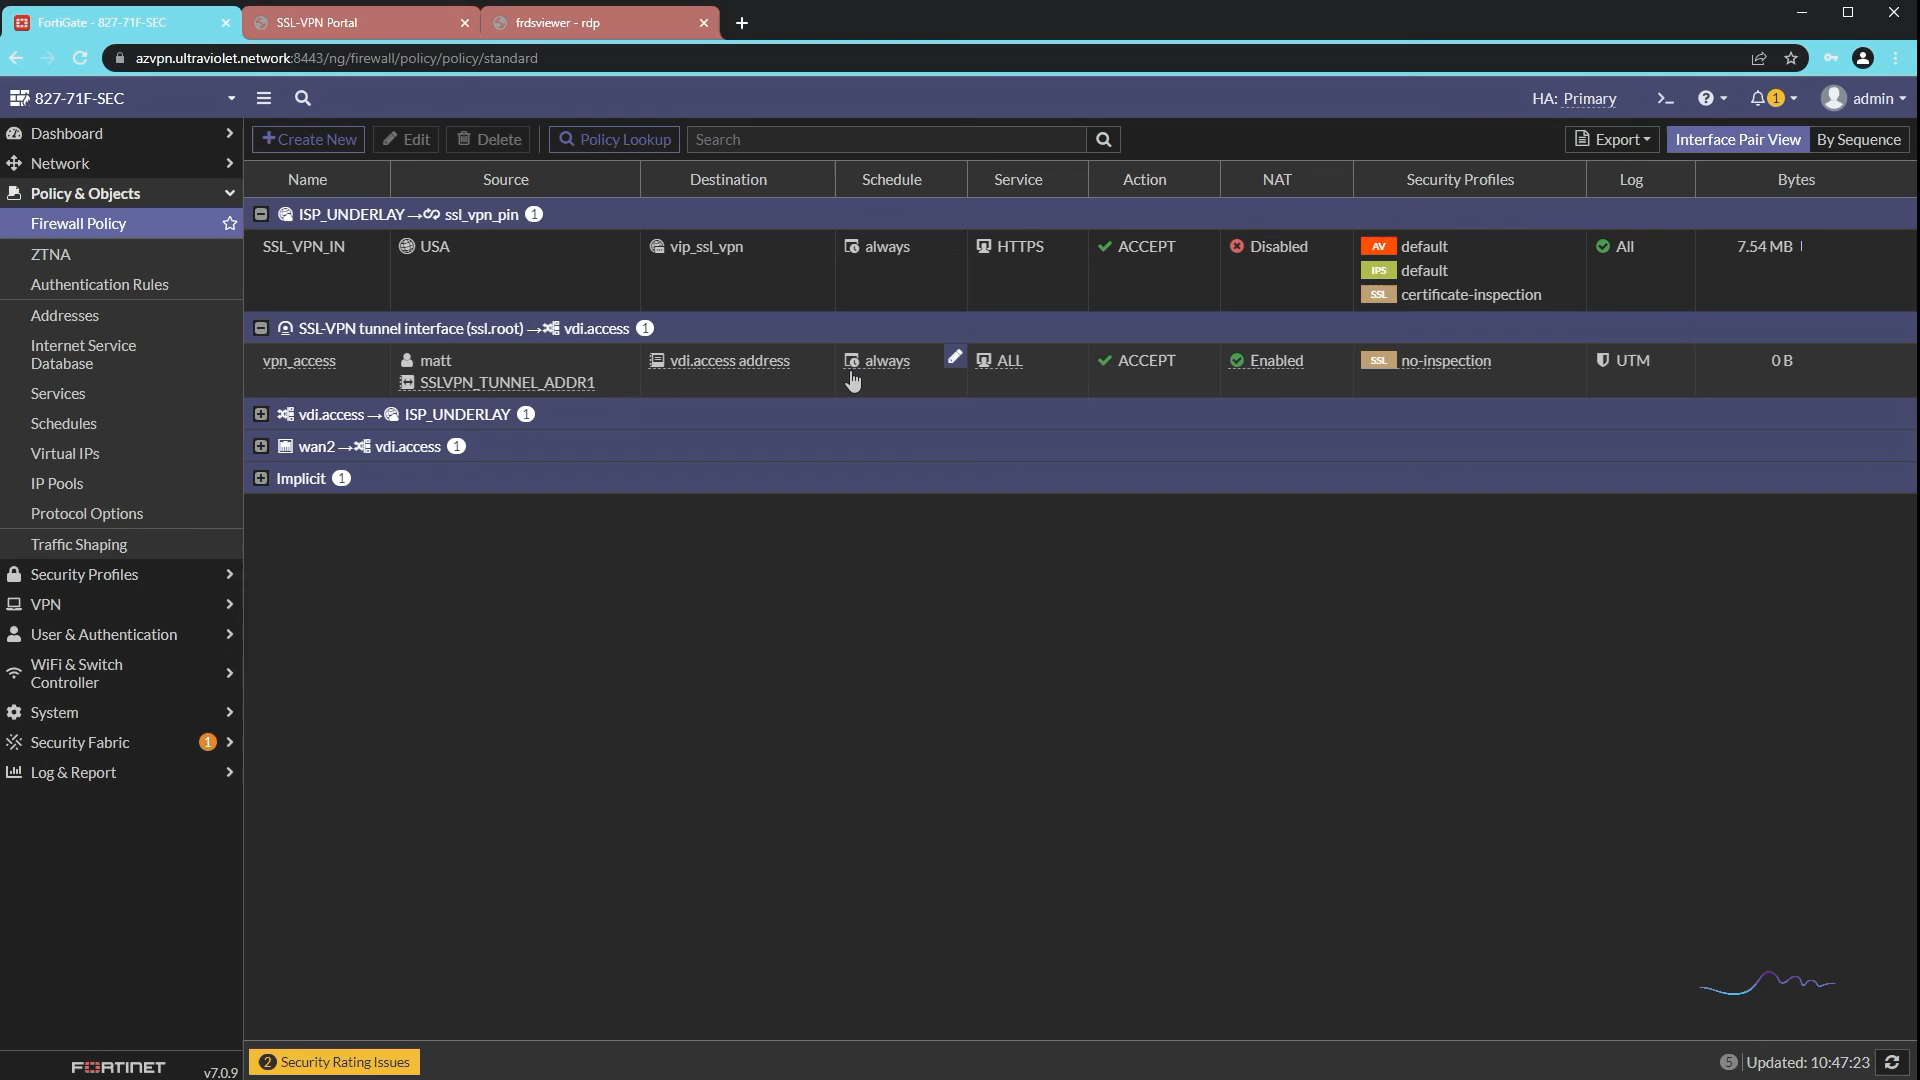 FortiGate - 827-71F-SEC
SSL-VPN Portal
frdsviewer - rdp
azvpn.ultraviolet.network:8443/ng/firewall/policy/policy/standard
827-71F-SEC
HA: Primary
1
admin
Dashboard
Network
Policy & Objects
Firewall Policy
ZTNA
Authentication Rules
Addresses
Internet Service
Database
Services
Schedules
Virtual IPs
IP Pools
Protocol Options
Traffic Shaping
Security Profiles
VPN
User & Authentication
WiFi & Switch
Controller
System
Security Fabric 1
Log & Report
FORTINET v7.0.9
+Create New Edit Delete Policy Lookup Search Export Interface Pair View By Sequence
Name Source Destination Schedule Service Action NAT Security Profiles Log Bytes
ISP_UNDERLAY → ssl_vpn_pin 1
SSL_VPN_IN USA vip_ssl_vpn always HTTPS ACCEPT Disabled AV default All 7.54 MB
IPS default
SSL certificate-inspection
SSL-VPN tunnel interface (ssl.root) → vdi.access 1
vpn_access matt vdi.access address always ALL ACCEPT Enabled SSL no-inspection UTM 0 B
SSLVPN_TUNNEL_ADDR1
vdi.access → ISP_UNDERLAY 1
wan2 → vdi.access 1
Implicit 1
2 Security Rating Issues
5 Updated: 10:47:23